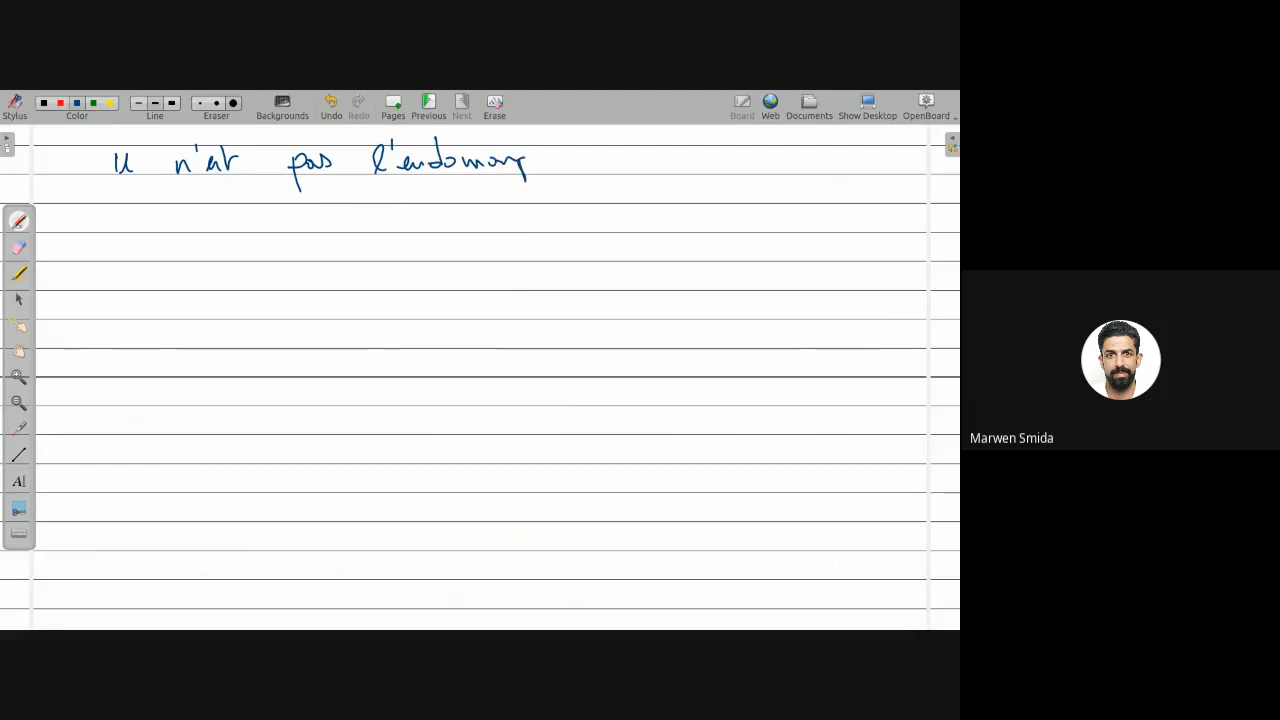 Stylus Color Line Eraser Backgrounds Undo Redo Pages Previous Next Erase Board Web Documents Show Desktop OpenBoard
u n'est pas l'endomorp
Marwen Smida